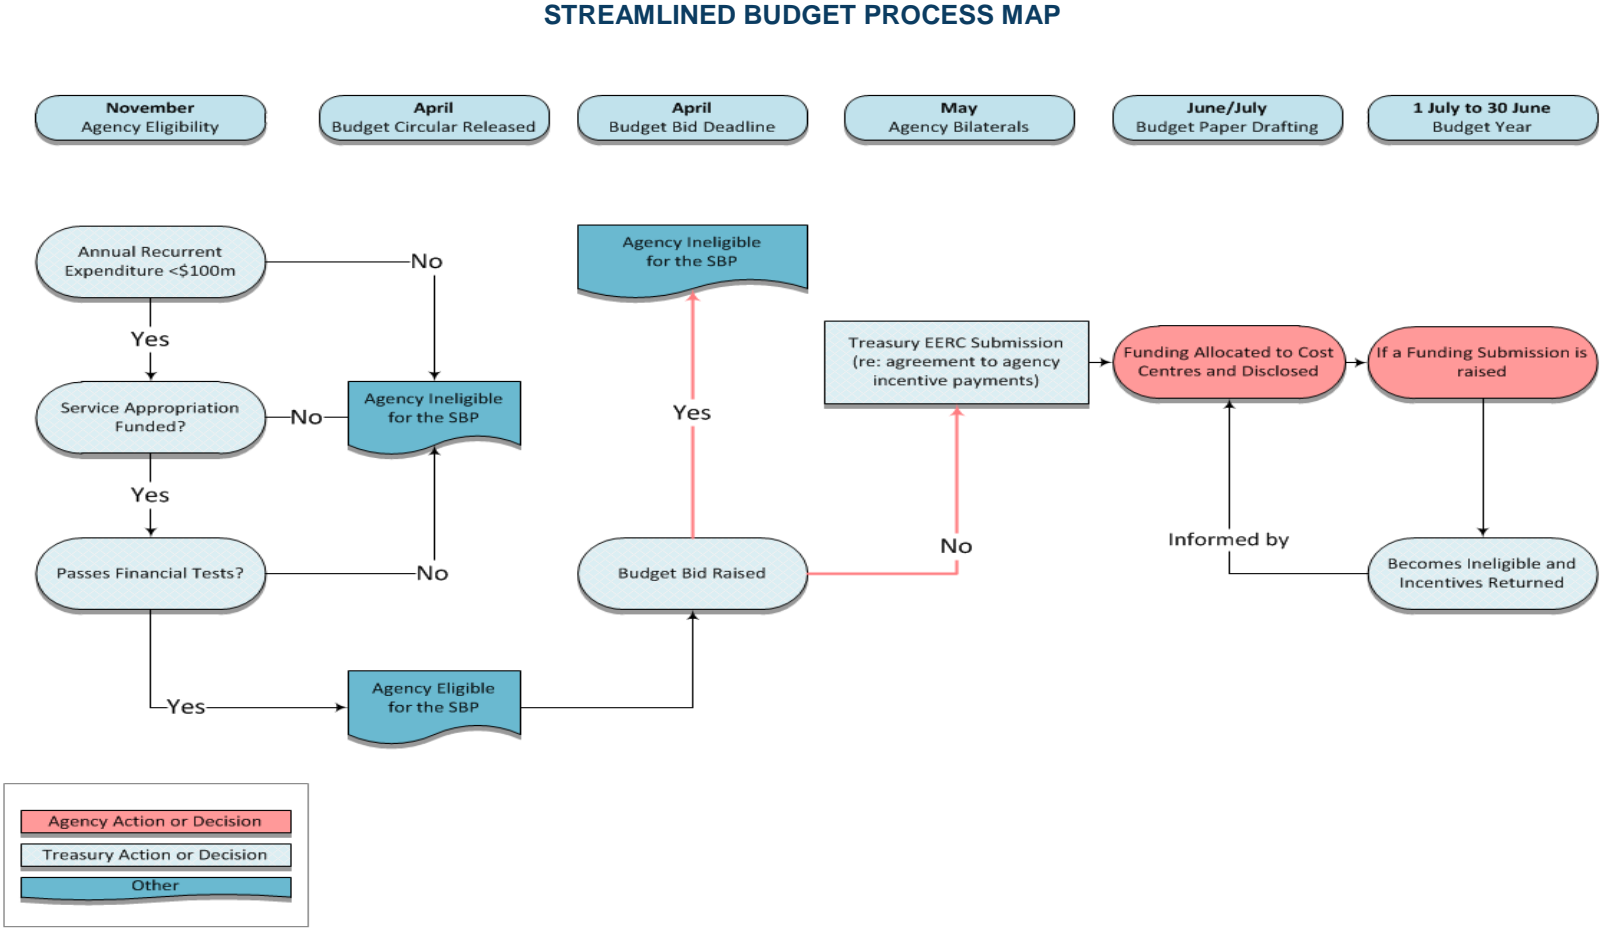 STREAMLINED BUDGET PROCESS MAP
November
Agency Eligibility
April
Budget Circular Released
April
Budget Bid Deadline
May
Agency Bilaterals
June/July
Budget Paper Drafting
1 July to 30 June
Budget Year
Annual Recurrent
Expenditure <$100m
No
Yes
Service Appropriation
Funded?
No
Agency Ineligible
for the SBP
Yes
Passes Financial Tests?
No
Yes
Agency Eligible
for the SBP
Agency Ineligible
for the SBP
Yes
Budget Bid Raised
No
Treasury EERC Submission
(re: agreement to agency
incentive payments)
Funding Allocated to Cost
Centres and Disclosed
If a Funding Submission is
raised
Informed by
Becomes Ineligible and
Incentives Returned
Agency Action or Decision
Treasury Action or Decision
Other